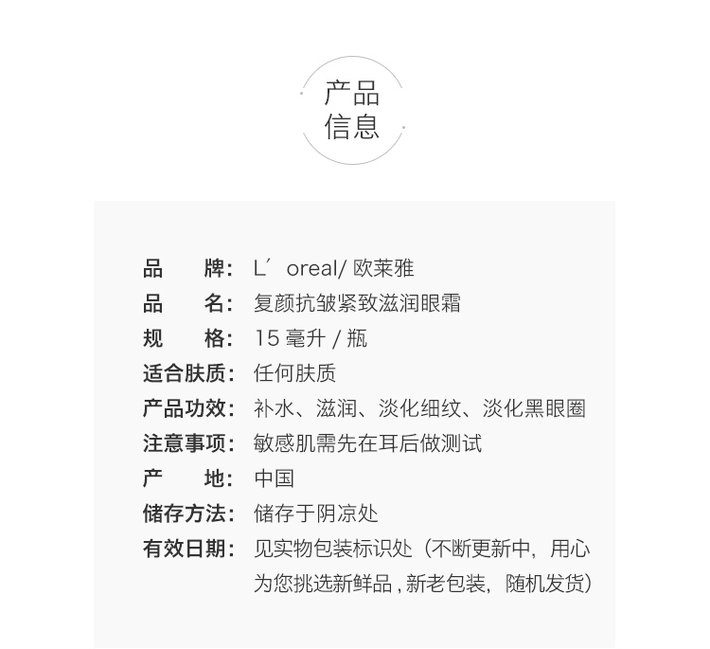 产品
信息
品 牌： L′ oreal/ 欧莱雅
品 名： 复颜抗皱紧致滋润眼霜
规 格： 15 毫升 / 瓶
适合肤质： 任何肤质
产品功效： 补水、滋润、淡化细纹、淡化黑眼圈
注意事项： 敏感肌需先在耳后做测试
产 地： 中国
储存方法： 储存于阴凉处
有效日期： 见实物包装标识处（不断更新中，用心
为您挑选新鲜品 , 新老包装，随机发货）